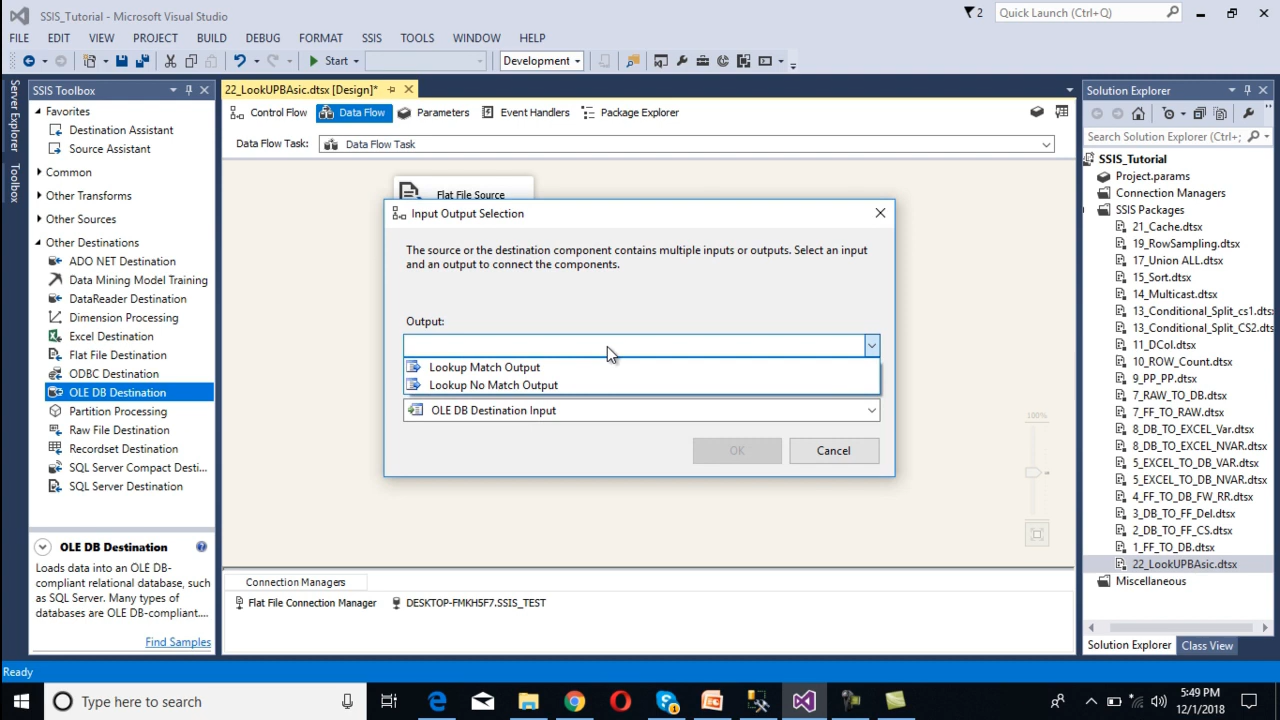 SSIS_Tutorial - Microsoft Visual Studio
2
Quick Launch (Ctrl+Q)
FILE EDIT VIEW PROJECT BUILD DEBUG FORMAT SSIS TOOLS WINDOW HELP
Start
Development
Server Explorer
Toolbox
SSIS Toolbox
Favorites
Destination Assistant
Source Assistant
Common
Other Transforms
Other Sources
Other Destinations
ADO NET Destination
Data Mining Model Training
DataReader Destination
Dimension Processing
Excel Destination
Flat File Destination
ODBC Destination
OLE DB Destination
Partition Processing
Raw File Destination
Recordset Destination
SQL Server Compact Desti...
SQL Server Destination
OLE DB Destination
Loads data into an OLE DB-
compliant relational database, such
as SQL Server. Many types of
databases are OLE DB-compliant....
Find Samples
22_LookUPBAsic.dtsx [Design]*
Control Flow Data Flow Parameters Event Handlers Package Explorer
Data Flow Task: Data Flow Task
Flat File Source
Input Output Selection
The source or the destination component contains multiple inputs or outputs. Select an input
and an output to connect the components.
Output:
Lookup Match Output
Lookup No Match Output
OLE DB Destination Input
OK Cancel
100%
Connection Managers
Flat File Connection Manager DESKTOP-FMKH5F7.SSIS_TEST
Solution Explorer
Search Solution Explorer (Ctrl+;
SSIS_Tutorial
Project.params
Connection Managers
SSIS Packages
21_Cache.dtsx
19_RowSampling.dtsx
17_Union ALL.dtsx
15_Sort.dtsx
14_Multicast.dtsx
13_Conditional_Split_cs1.dts
13_Conditional_Split_CS2.dts
11_DCol.dtsx
10_ROW_Count.dtsx
9_PP_PP.dtsx
7_RAW_TO_DB.dtsx
7_FF_TO_RAW.dtsx
8_DB_TO_EXCEL_Var.dtsx
8_DB_TO_EXCEL_NVAR.dtsx
5_EXCEL_TO_DB_VAR.dtsx
5_EXCEL_TO_DB_NVAR.dtsx
4_FF_TO_DB_FW_RR.dtsx
3_DB_TO_FF_Del.dtsx
2_DB_TO_FF_CS.dtsx
1_FF_TO_DB.dtsx
22_LookUPBAsic.dtsx
Miscellaneous
Solution Explorer Class View
Ready
Type here to search
5:49 PM
12/1/2018